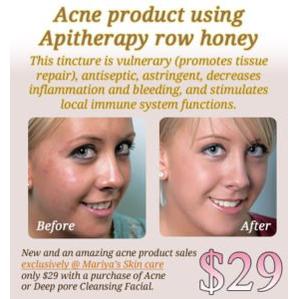 Acne product using
Apitherapy row honey
This tincture is vulnerary (promotes tissue
repair), antiseptic, astringent, decreases
inflammation and bleeding, and stimulates
local immune system functions.
Before
After
New and an amazing acne product sales
exclusively @ Mariya's Skin care
only $29 with a purchase of Acne
or Deep pore Cleansing Facial.
$29